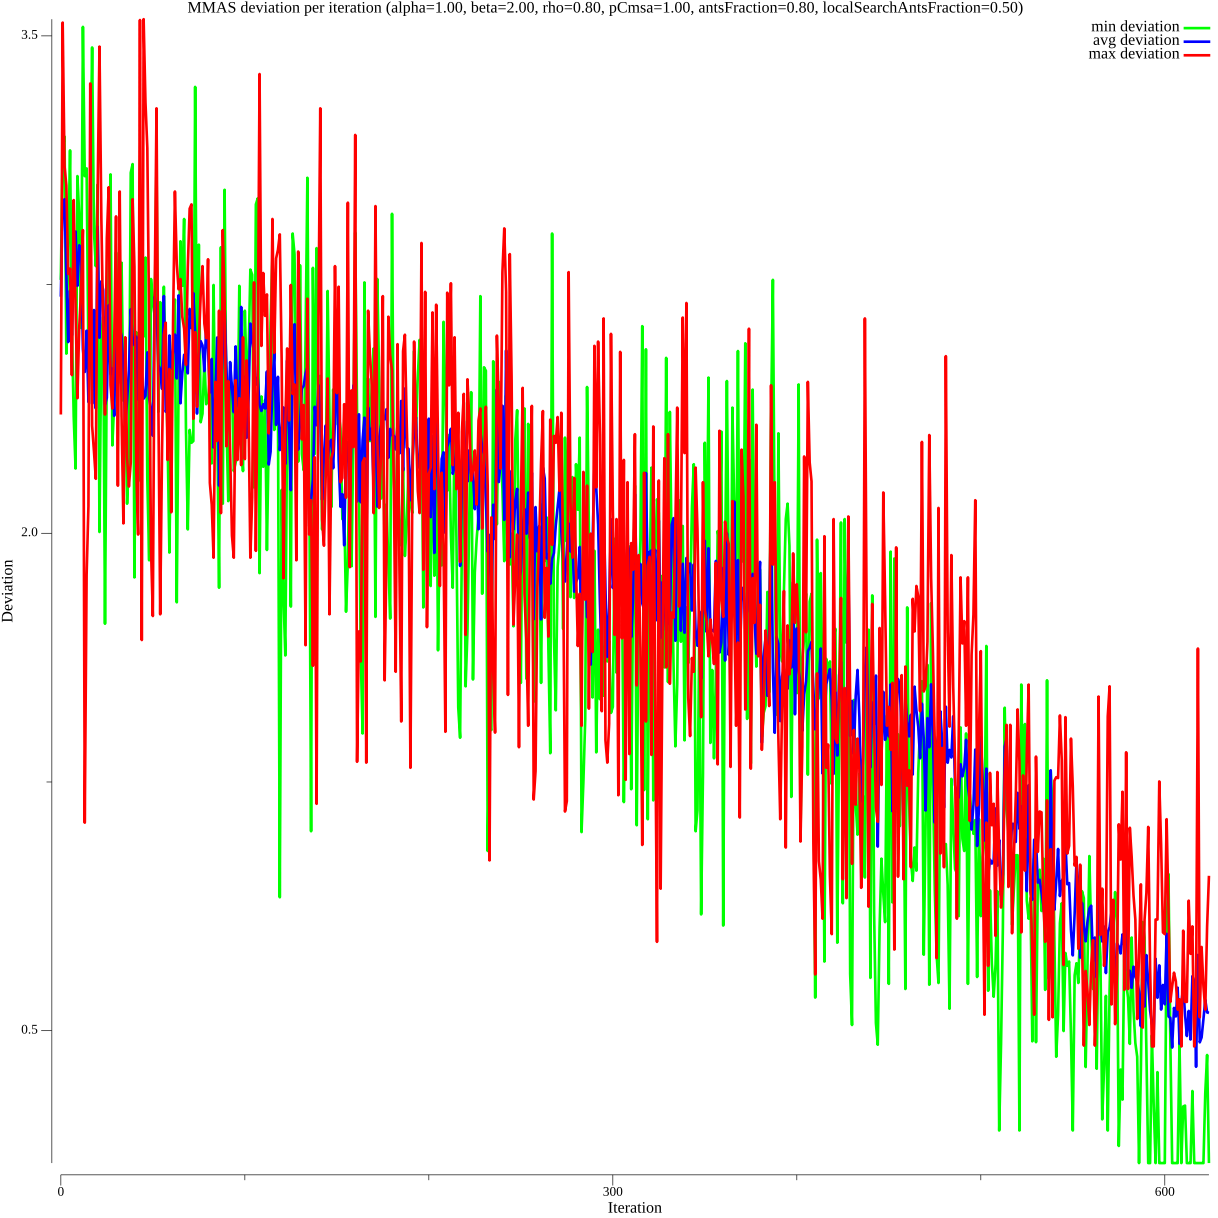 MMAS deviation per iteration (alpha=1.00, beta=2.00, rho=0.80, pCmsa=1.00, antsFraction=0.80, localSearchAntsFraction=0.50)
min deviation
avg deviation
max deviation
3.5
2.0
0.5
Deviation
0
300
600
Iteration